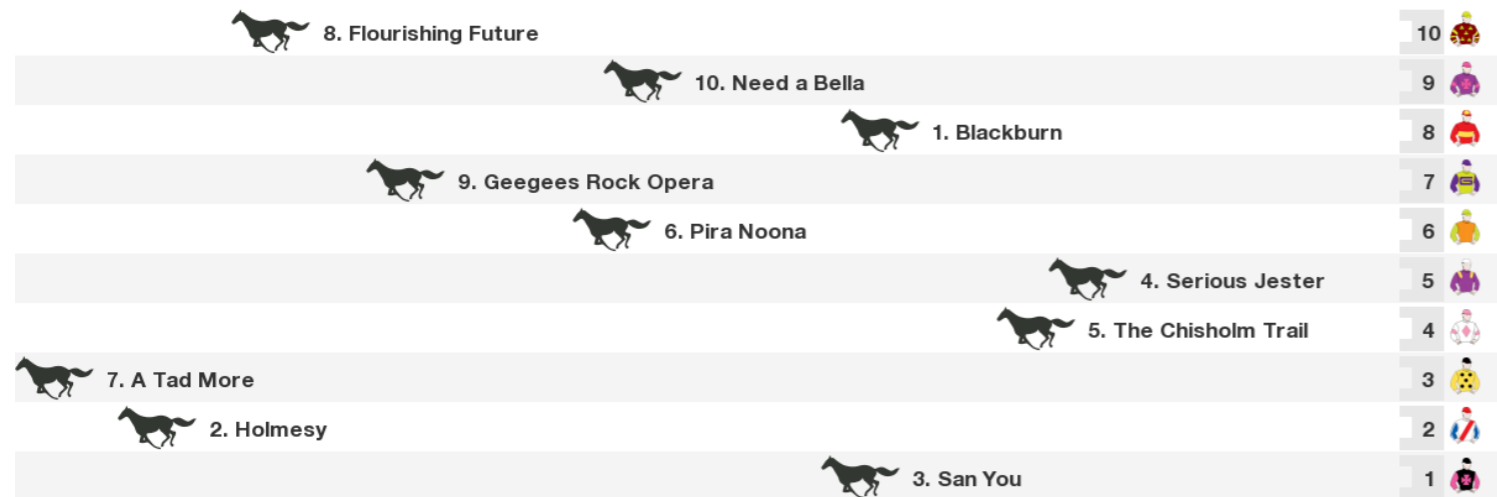 8. Flourishing Future 10
10. Need a Bella 9
1. Blackburn 8
9. Geegees Rock Opera 7
6. Pira Noona 6
4. Serious Jester 5
5. The Chisholm Trail 4
7. A Tad More 3
2. Holmesy 2
3. San You 1